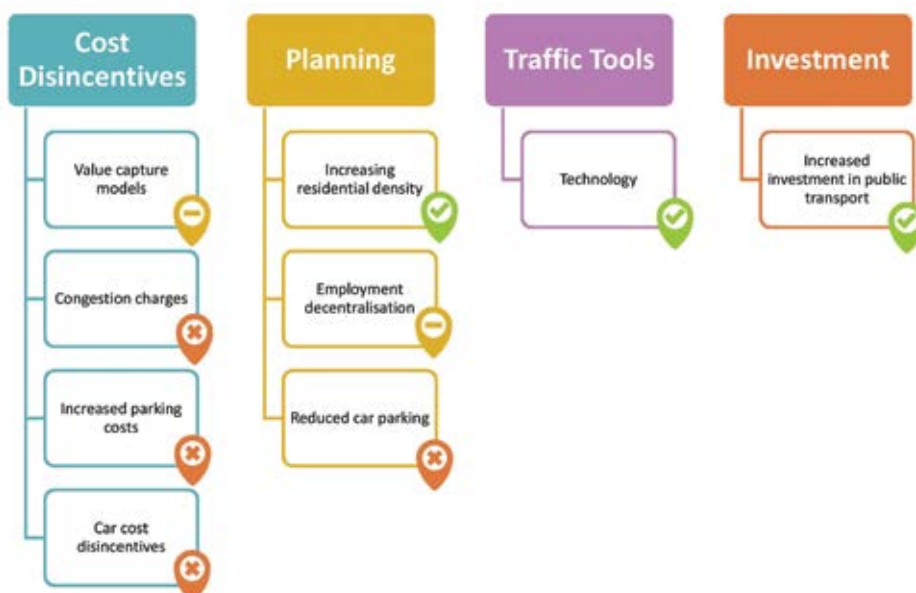 Cost
Disincentives
Value capture
models
Congestion charges
Increased parking
costs
Car cost
disincentives
Planning
Increasing
residential density
Employment
decentralisation
Reduced car parking
Traffic Tools
Technology
Investment
Increased
investment in public
transport